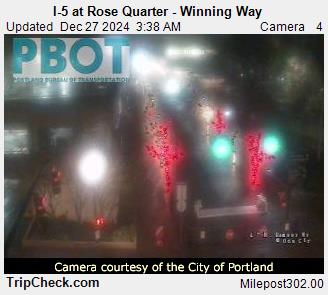 I-5 at Rose Quarter - Winning Way
Updated Dec 27 2024 3:38 AM Camera 4
PBOT
PORTLAND BUREAU OF TRANSPORTATION
Camera courtesy of the City of Portland
TripCheck.com Milepost302.00